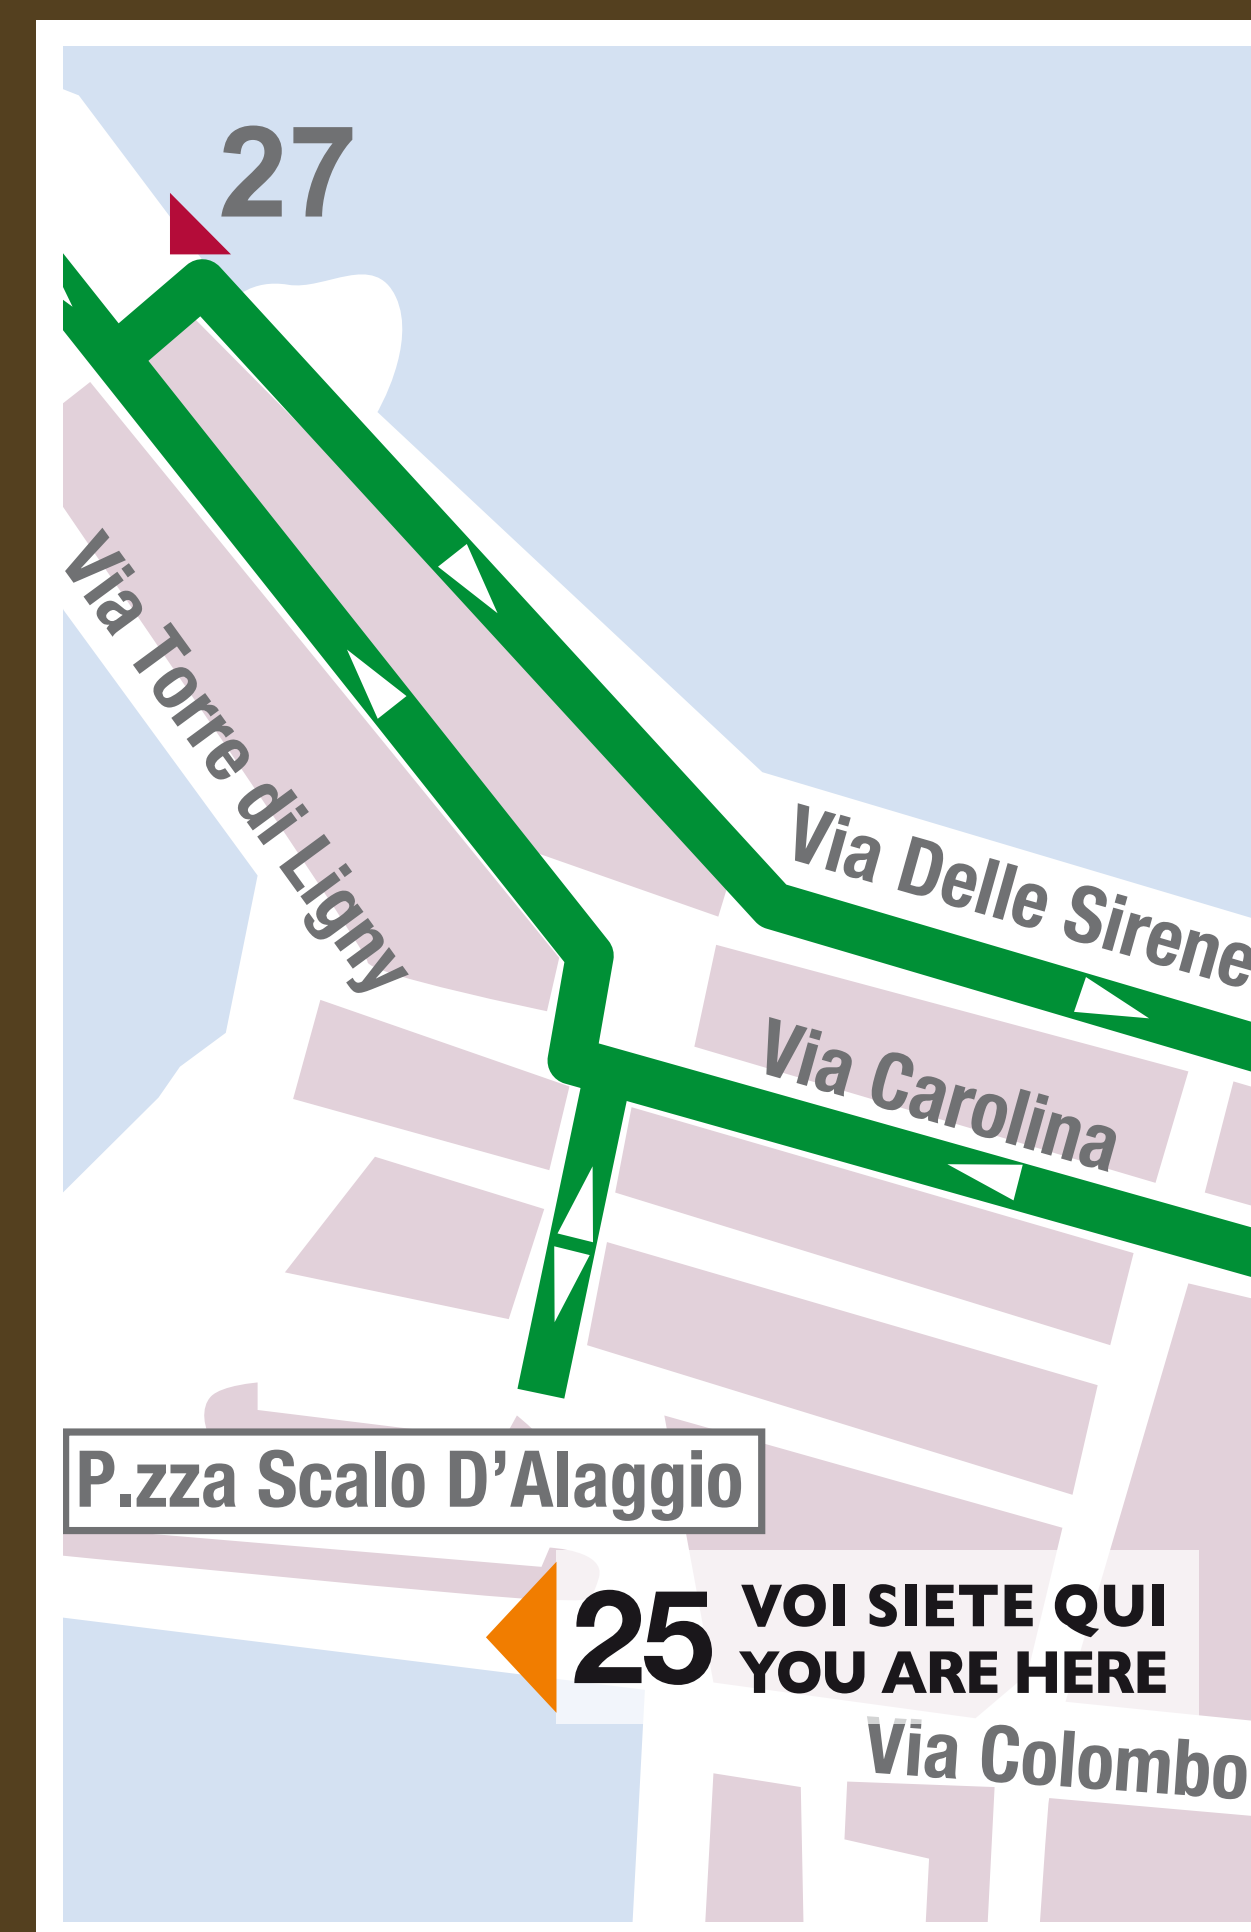 27
Via Torre di Ligny
Via Delle Sirene
Via Carolina
P.zza Scalo D’Alaggio
25 VOI SIETE QUI
YOU ARE HERE
Via Colombo